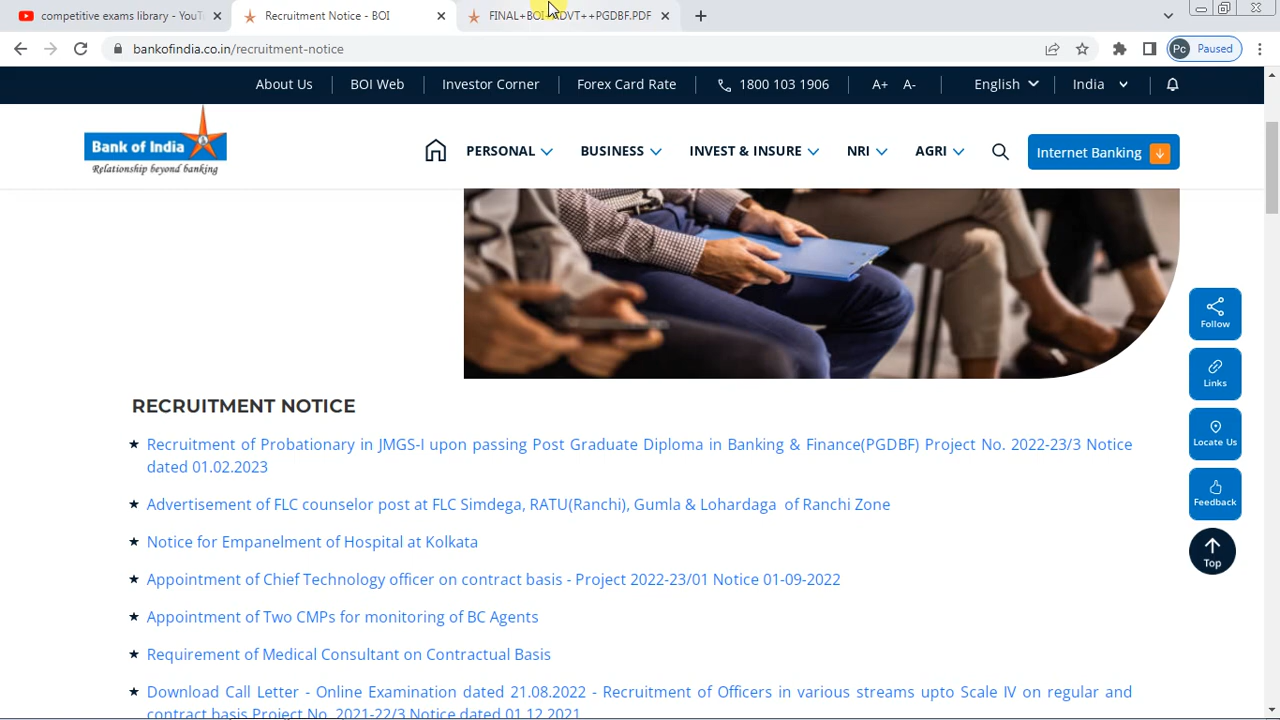 competitive exams library - YouT
Recruitment Notice - BOI
FINAL+BOI+ADVT++PGDBF.PDF
bankofindia.co.in/recruitment-notice
Pc Paused
About Us BOI Web Investor Corner Forex Card Rate 1800 103 1906 A+ A- English India
Bank of India
Relationship beyond banking
PERSONAL BUSINESS INVEST & INSURE NRI AGRI Internet Banking
Follow
Links
Locate Us
Feedback
Top
RECRUITMENT NOTICE
Recruitment of Probationary in JMGS-I upon passing Post Graduate Diploma in Banking & Finance(PGDBF) Project No. 2022-23/3 Notice
dated 01.02.2023
Advertisement of FLC counselor post at FLC Simdega, RATU(Ranchi), Gumla & Lohardaga of Ranchi Zone
Notice for Empanelment of Hospital at Kolkata
Appointment of Chief Technology officer on contract basis - Project 2022-23/01 Notice 01-09-2022
Appointment of Two CMPs for monitoring of BC Agents
Requirement of Medical Consultant on Contractual Basis
Download Call Letter - Online Examination dated 21.08.2022 - Recruitment of Officers in various streams upto Scale IV on regular and
contract basis Project No. 2021-22/3 Notice dated 01.12.2021